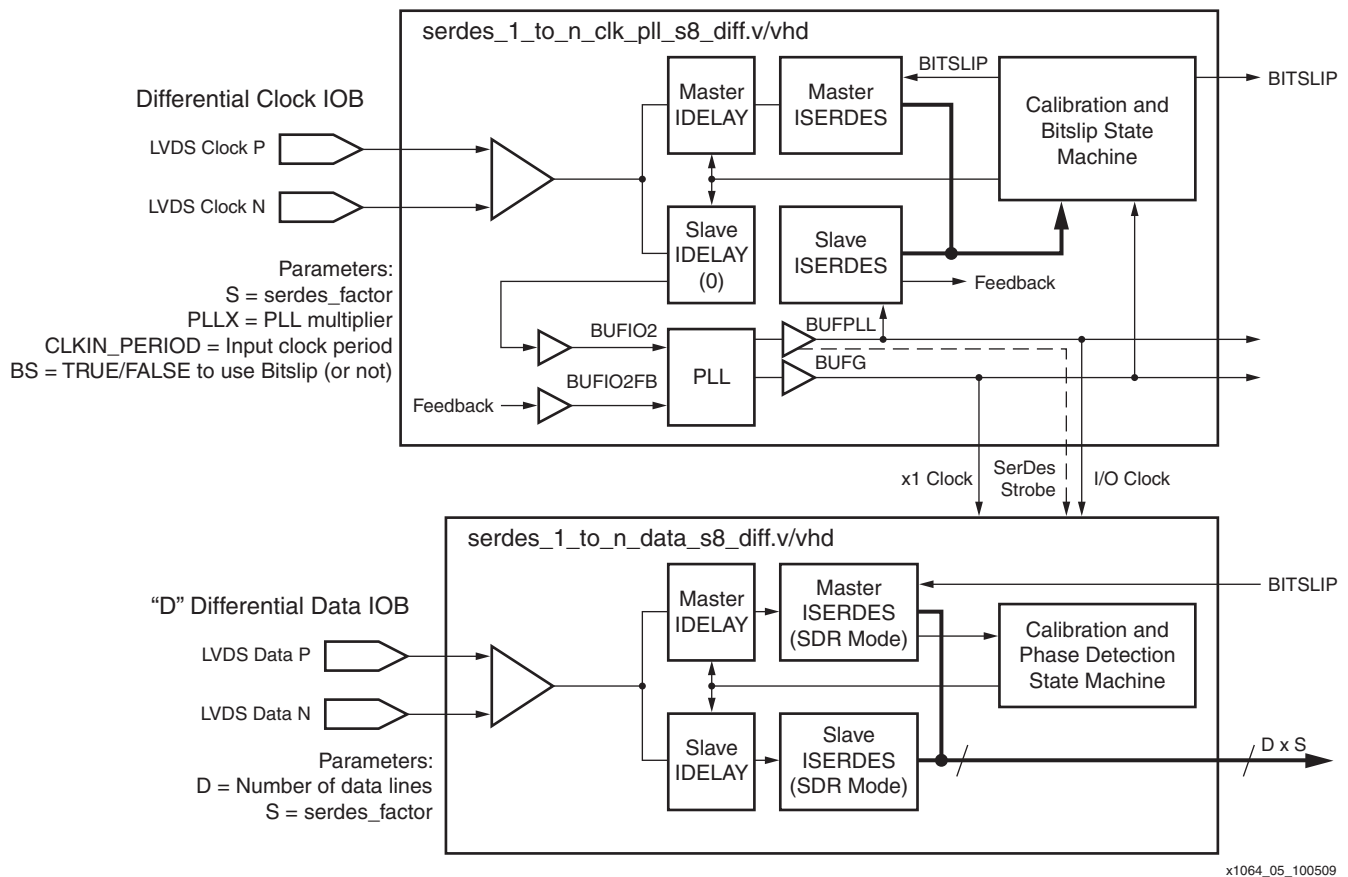 serdes_1_to_n_clk_pll_s8_diff.v/vhd
Differential Clock IOB
LVDS Clock P
LVDS Clock N
Parameters:
S = serdes_factor
PLLX = PLL multiplier
CLKIN_PERIOD = Input clock period
BS = TRUE/FALSE to use Bitslip (or not)
Master
IDELAY
Master
ISERDES
BITSLIP
Calibration and
Bitslip State
Machine
BITSLIP
Slave
IDELAY
(0)
Slave
ISERDES
Feedback
BUFIO2
BUFIO2FB
Feedback
PLL
BUFPLL
BUFG
x1 Clock
SerDes
Strobe
I/O Clock
serdes_1_to_n_data_s8_diff.v/vhd
"D" Differential Data IOB
LVDS Data P
LVDS Data N
Parameters:
D = Number of data lines
S = serdes_factor
Master
IDELAY
Master
ISERDES
(SDR Mode)
BITSLIP
Calibration and
Phase Detection
State Machine
Slave
IDELAY
Slave
ISERDES
(SDR Mode)
D x S
x1064_05_100509